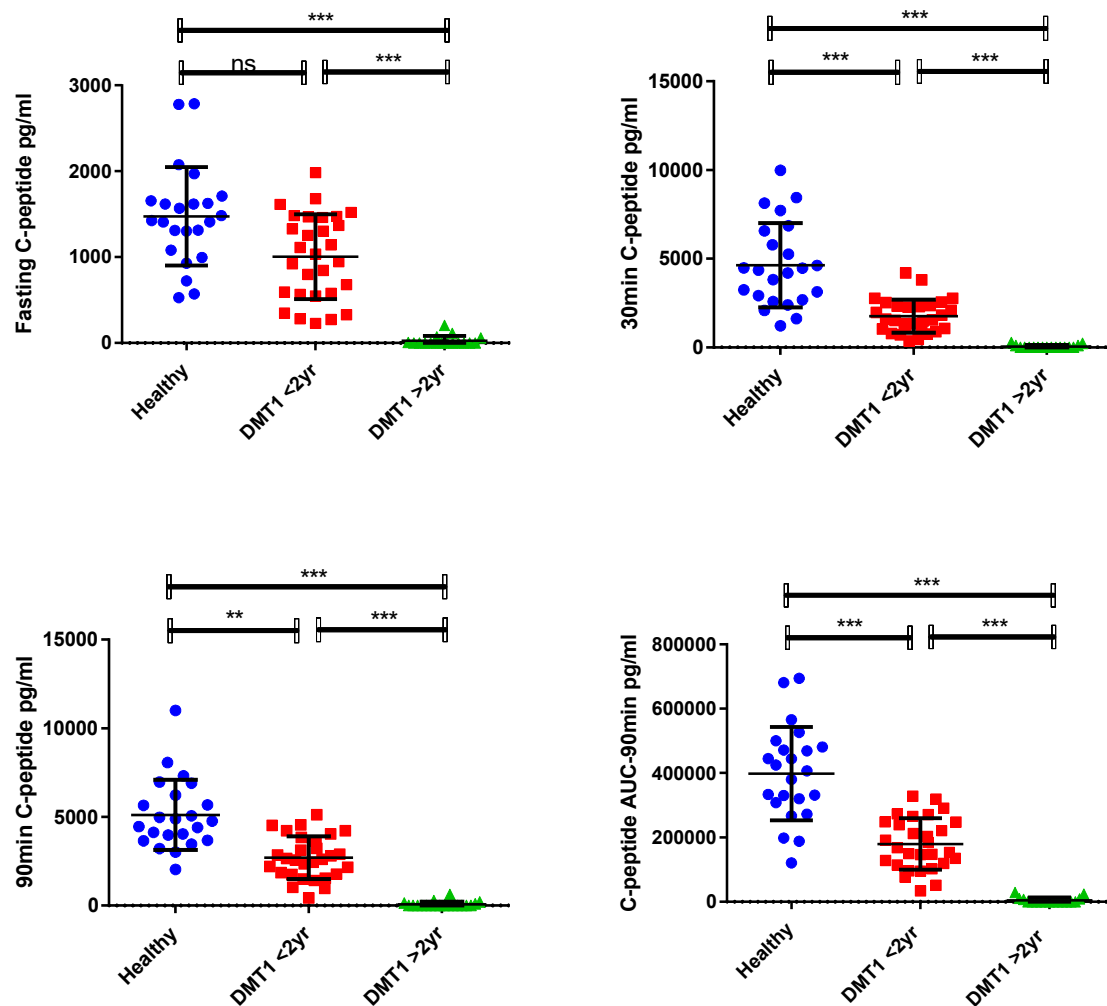 ***
ns
***
Fasting C-peptide pg/ml
3000
2000
1000
0
Healthy
DMT1 <2yr
DMT1 >2yr
***
***
***
30min C-peptide pg/ml
15000
10000
5000
0
Healthy
DMT1 <2yr
DMT1 >2yr
***
**
***
90min C-peptide pg/ml
15000
10000
5000
0
Healthy
DMT1 <2yr
DMT1 >2yr
***
***
***
C-peptide AUC-90min pg/ml
800000
600000
400000
200000
0
Healthy
DMT1 <2yr
DMT1 >2yr